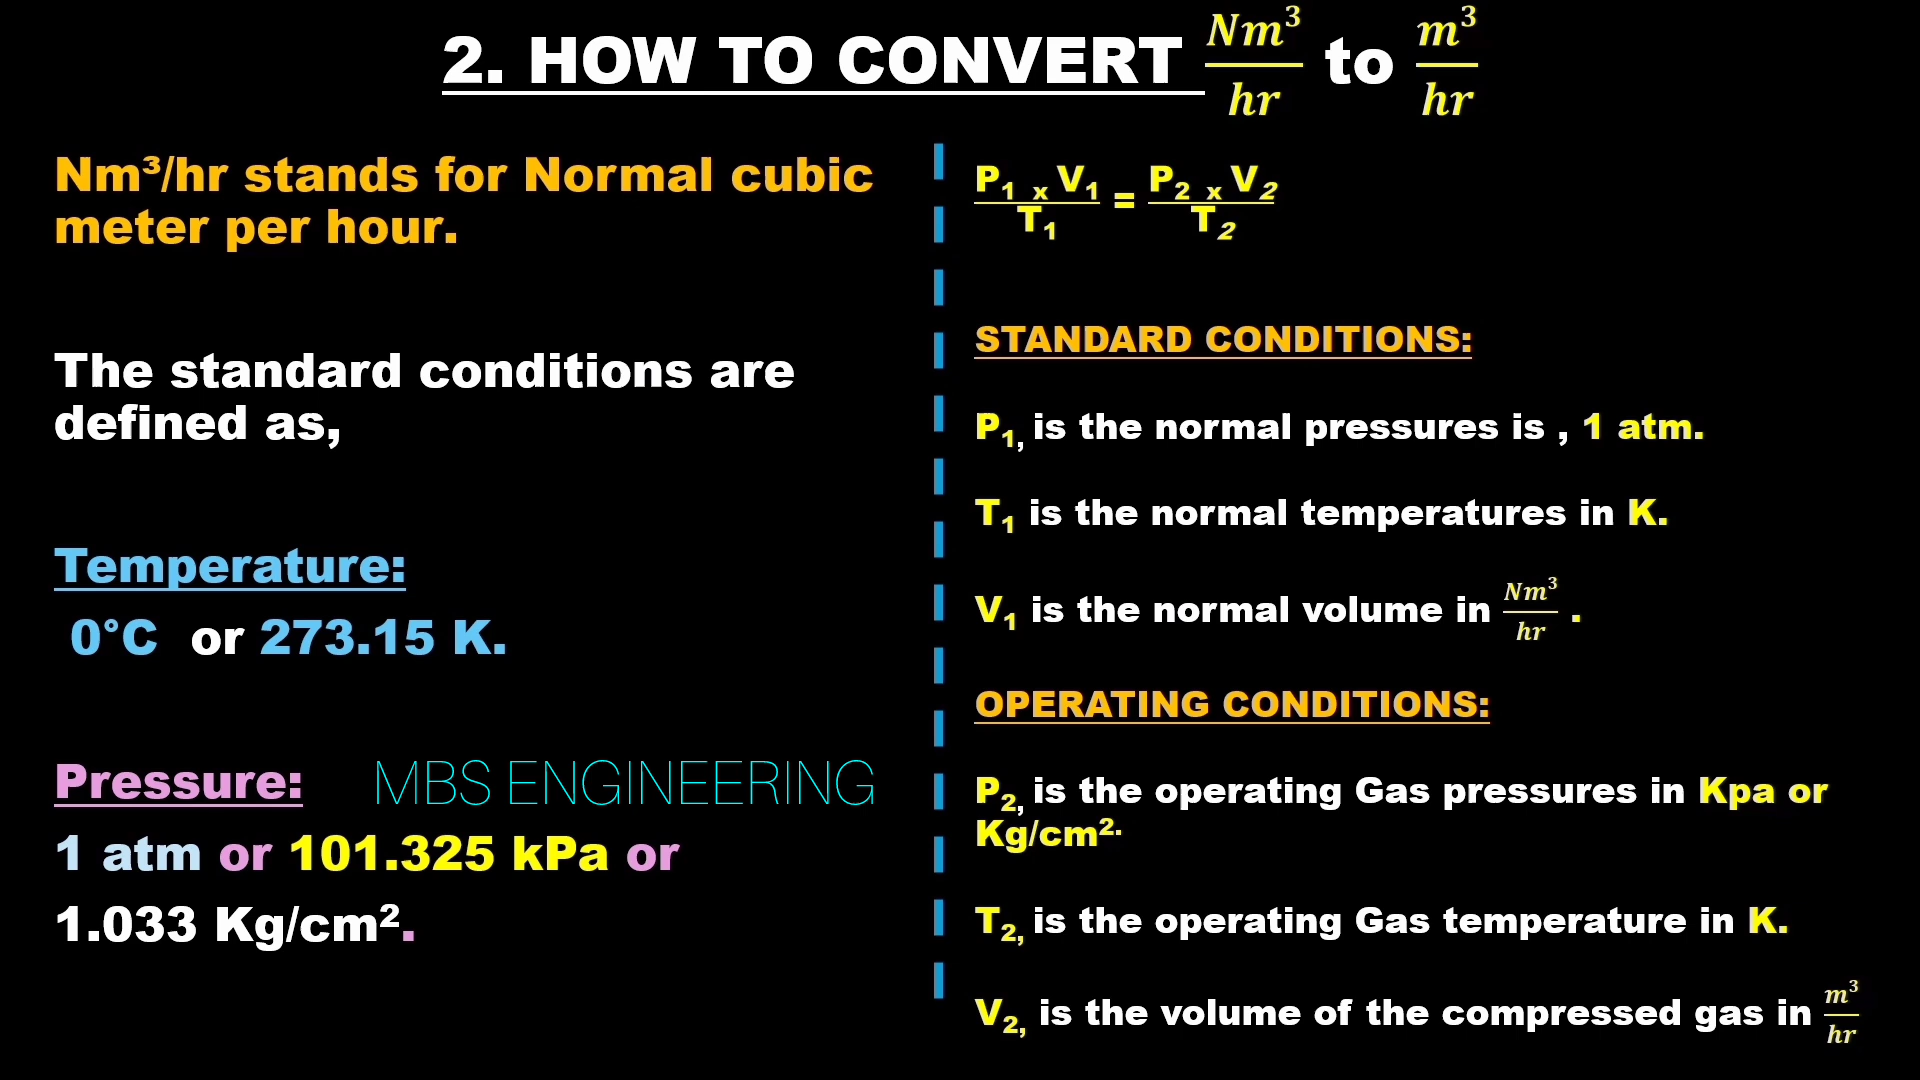 2. HOW TO CONVERT Nm³/hr to m³/hr
Nm³/hr stands for Normal cubic
meter per hour.
The standard conditions are
defined as,
Temperature:
0°C or 273.15 K.
Pressure:
MBS ENGINEERING
1 atm or 101.325 kPa or
1.033 Kg/cm².
P₁ x V₁ / T₁ = P₂ x V₂ / T₂
STANDARD CONDITIONS:
P₁, is the normal pressures is , 1 atm.
T₁ is the normal temperatures in K.
V₁ is the normal volume in Nm³/hr .
OPERATING CONDITIONS:
P₂, is the operating Gas pressures in Kpa or
Kg/cm².
T₂, is the operating Gas temperature in K.
V₂, is the volume of the compressed gas in m³/hr